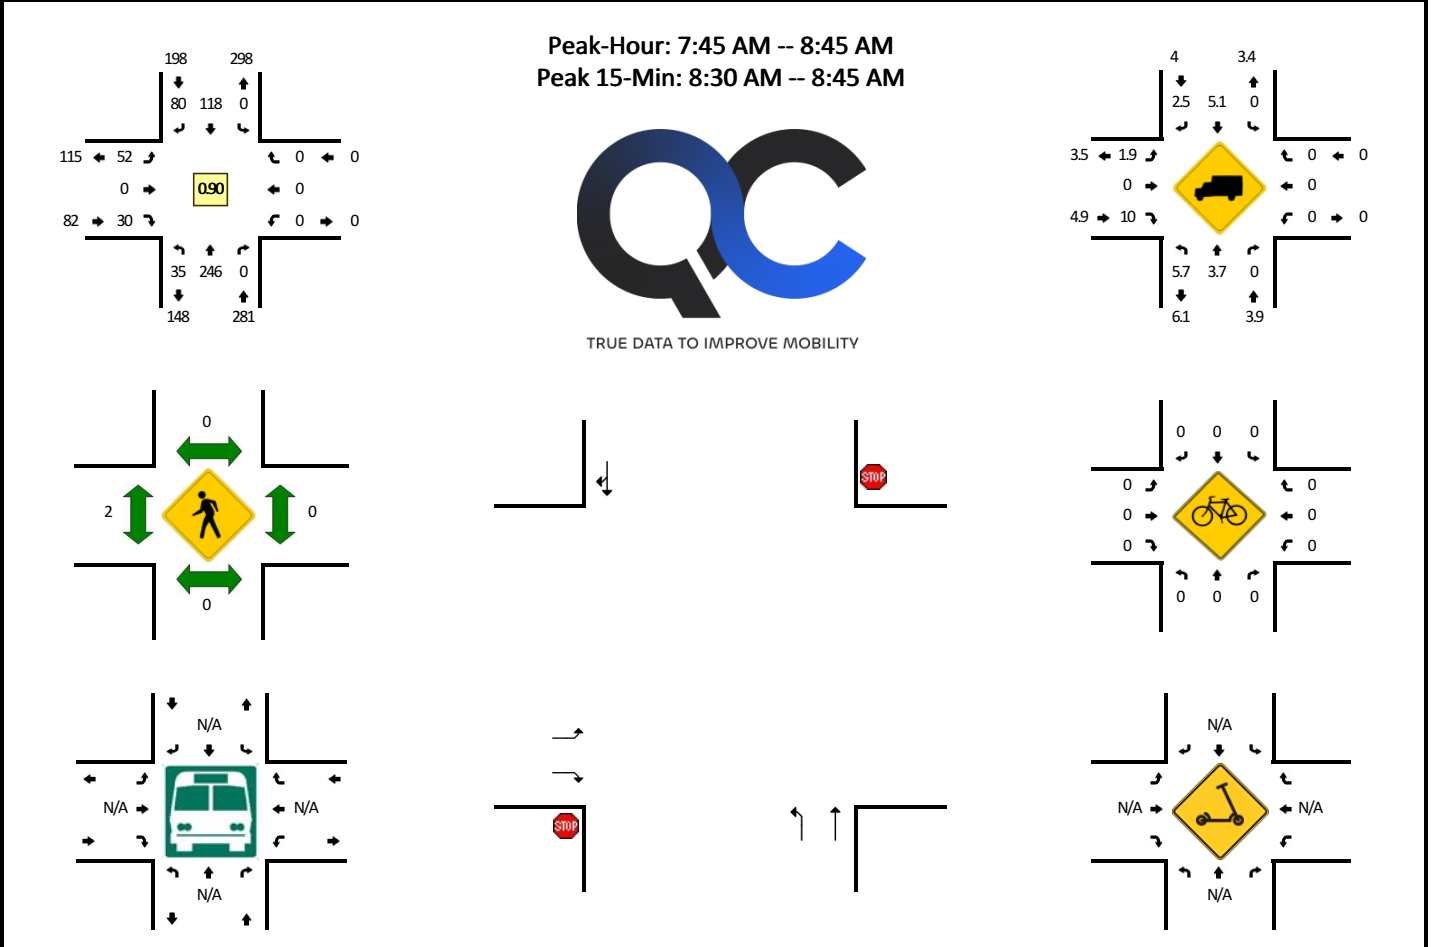 Peak-Hour: 7:45 AM -- 8:45 AM
Peak 15-Min: 8:30 AM -- 8:45 AM
198 298
80 118 0
115 52 0 0
0 0.90 0
82 30 0 0
35 246 0
148 281
QC
TRUE DATA TO IMPROVE MOBILITY
4 3.4
2.5 5.1 0
3.5 1.9 0 0
0 0
4.9 10 0 0
5.7 3.7 0
6.1 3.9
0
2 0
0
STOP
STOP
0 0 0
0 0
0 0
0 0
0 0 0
N/A
N/A N/A
N/A
N/A
N/A N/A
N/A